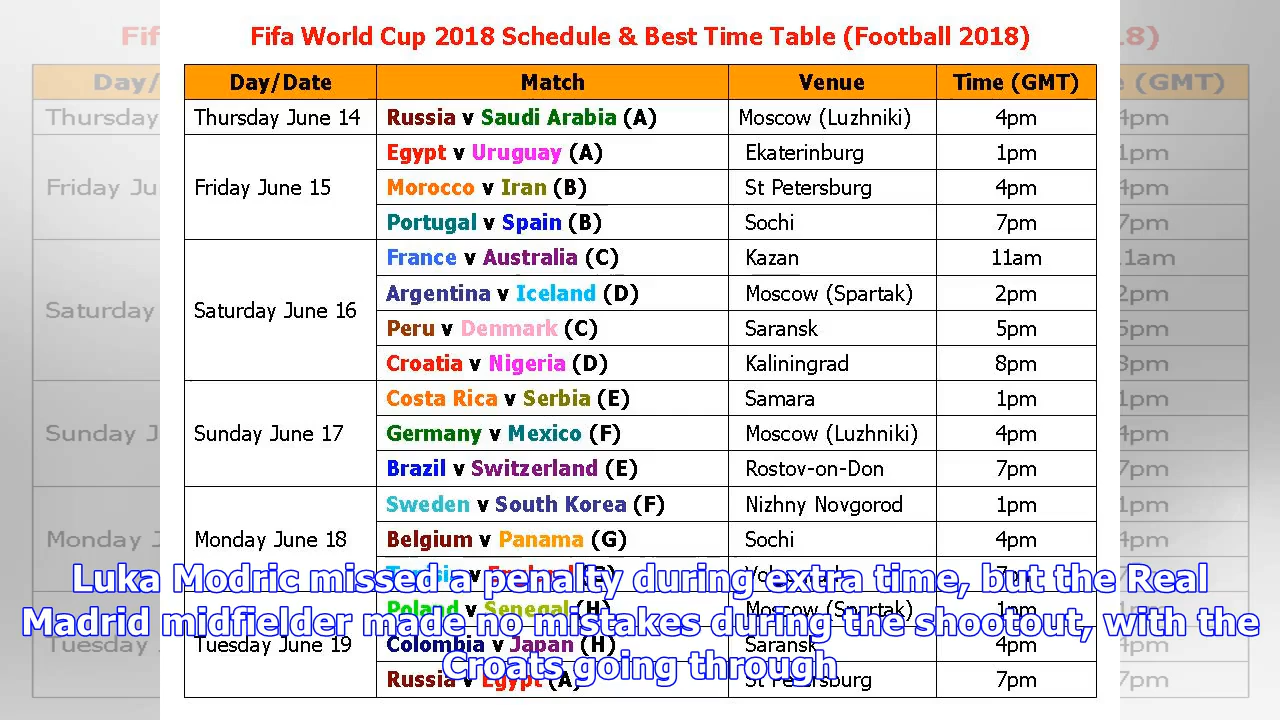 Fifa World Cup 2018 Schedule & Best Time Table (Football 2018)
Day/Date Match Venue Time (GMT)
Thursday June 14 Russia v Saudi Arabia (A) Moscow (Luzhniki) 4pm
Egypt v Uruguay (A) Ekaterinburg 1pm
Friday June 15 Morocco v Iran (B) St Petersburg 4pm
Portugal v Spain (B) Sochi 7pm
France v Australia (C) Kazan 11am
Argentina v Iceland (D) Moscow (Spartak) 2pm
Saturday June 16
Peru v Denmark (C) Saransk 5pm
Croatia v Nigeria (D) Kaliningrad 8pm
Costa Rica v Serbia (E) Samara 1pm
Sunday June 17 Germany v Mexico (F) Moscow (Luzhniki) 4pm
Brazil v Switzerland (E) Rostov-on-Don 7pm
Sweden v South Korea (F) Nizhny Novgorod 1pm
Monday June 18 Belgium v Panama (G) Sochi 4pm
7pm
Poland v Senegal (H) Moscow (Spartak) 1pm
Tuesday June 19 Colombia v Japan (H) Saransk 4pm
Russia v Egypt (A) St Petersburg 7pm
Luka Modric missed a penalty during extra time, but the Real
Madrid midfielder made no mistakes during the shootout, with the
Croats going through